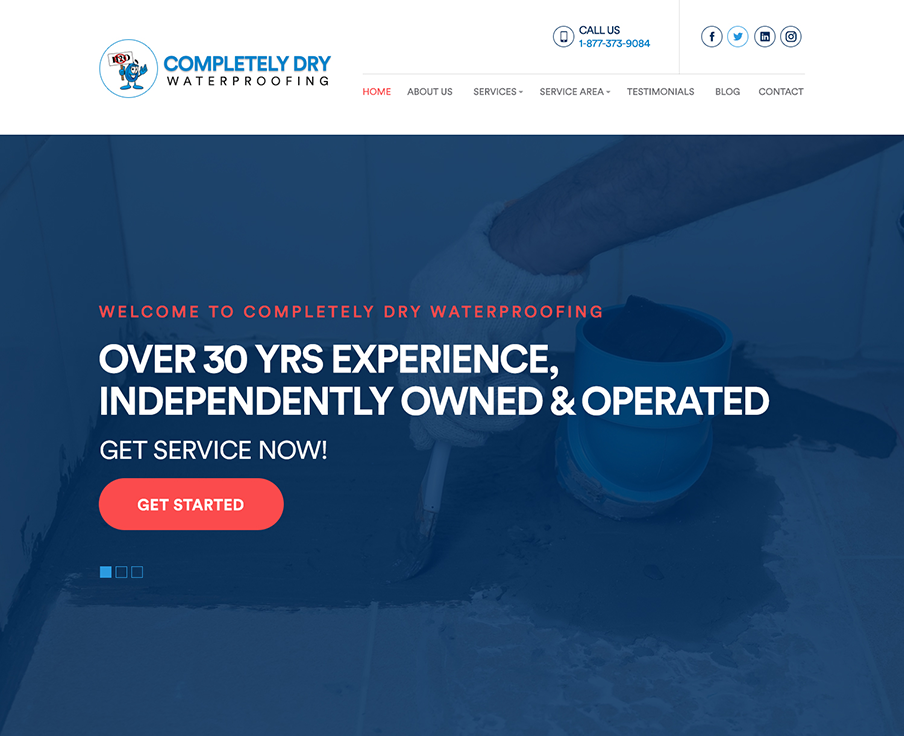 CALL US
1-877-373-9084
H2O
COMPLETELY DRY
WATERPROOFING
HOME ABOUT US SERVICES SERVICE AREA TESTIMONIALS BLOG CONTACT
WELCOME TO COMPLETELY DRY WATERPROOFING
OVER 30 YRS EXPERIENCE,
INDEPENDENTLY OWNED & OPERATED
GET SERVICE NOW!
GET STARTED